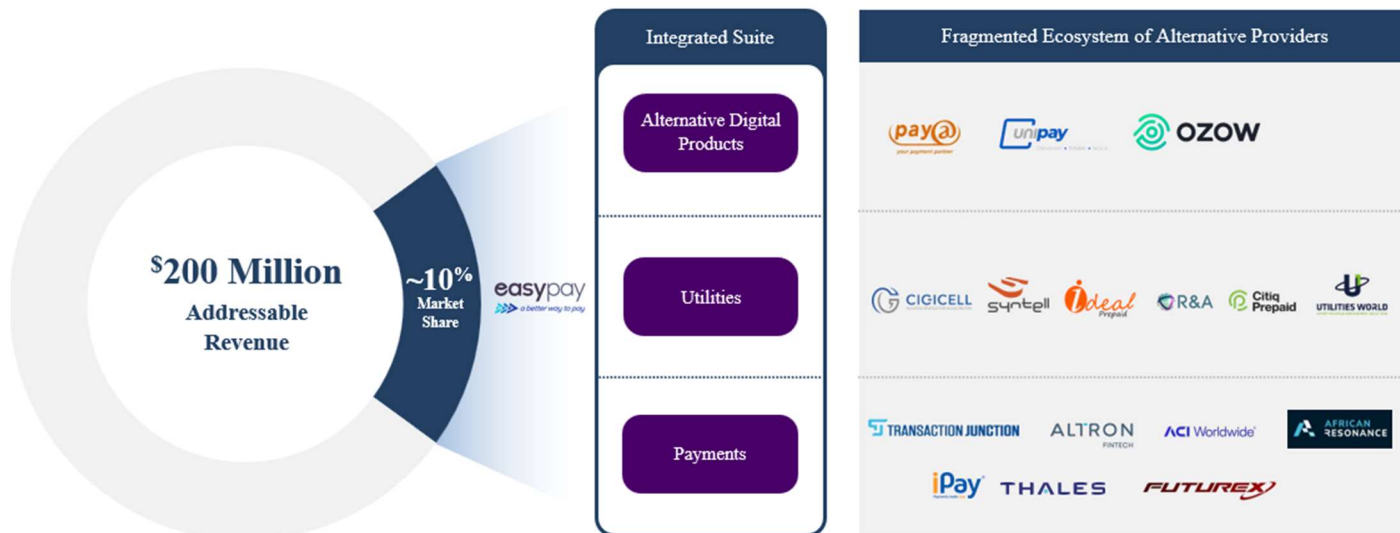 $200 Million
Addressable
Revenue
~10%
Market
Share
easypay
a better way to pay
Integrated Suite
Alternative Digital
Products
Utilities
Payments
Fragmented Ecosystem of Alternative Providers
pay@
your payment partner
unipay
OZOW
CIGICELL
syntell
ideal
Prepaid
R&A
Citiq
Prepaid
UTILITIES WORLD
TRANSACTION JUNCTION
ALTRON
FINTECH
ACI Worldwide
AFRICAN
RESONANCE
iPay
THALES
FUTUREX